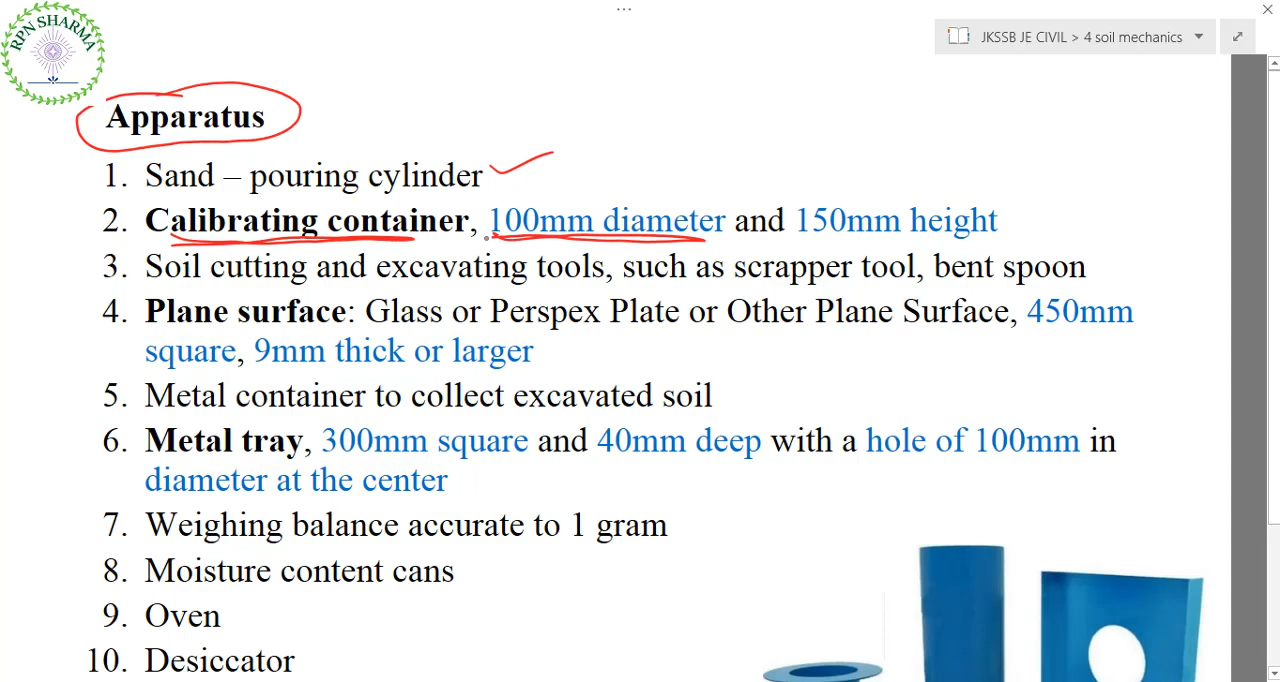 RPN SHARMA
JKSSB JE CIVIL > 4 soil mechanics
Apparatus
1. Sand – pouring cylinder
2. Calibrating container, 100mm diameter and 150mm height
3. Soil cutting and excavating tools, such as scrapper tool, bent spoon
4. Plane surface: Glass or Perspex Plate or Other Plane Surface, 450mm
square, 9mm thick or larger
5. Metal container to collect excavated soil
6. Metal tray, 300mm square and 40mm deep with a hole of 100mm in
diameter at the center
7. Weighing balance accurate to 1 gram
8. Moisture content cans
9. Oven
10. Desiccator